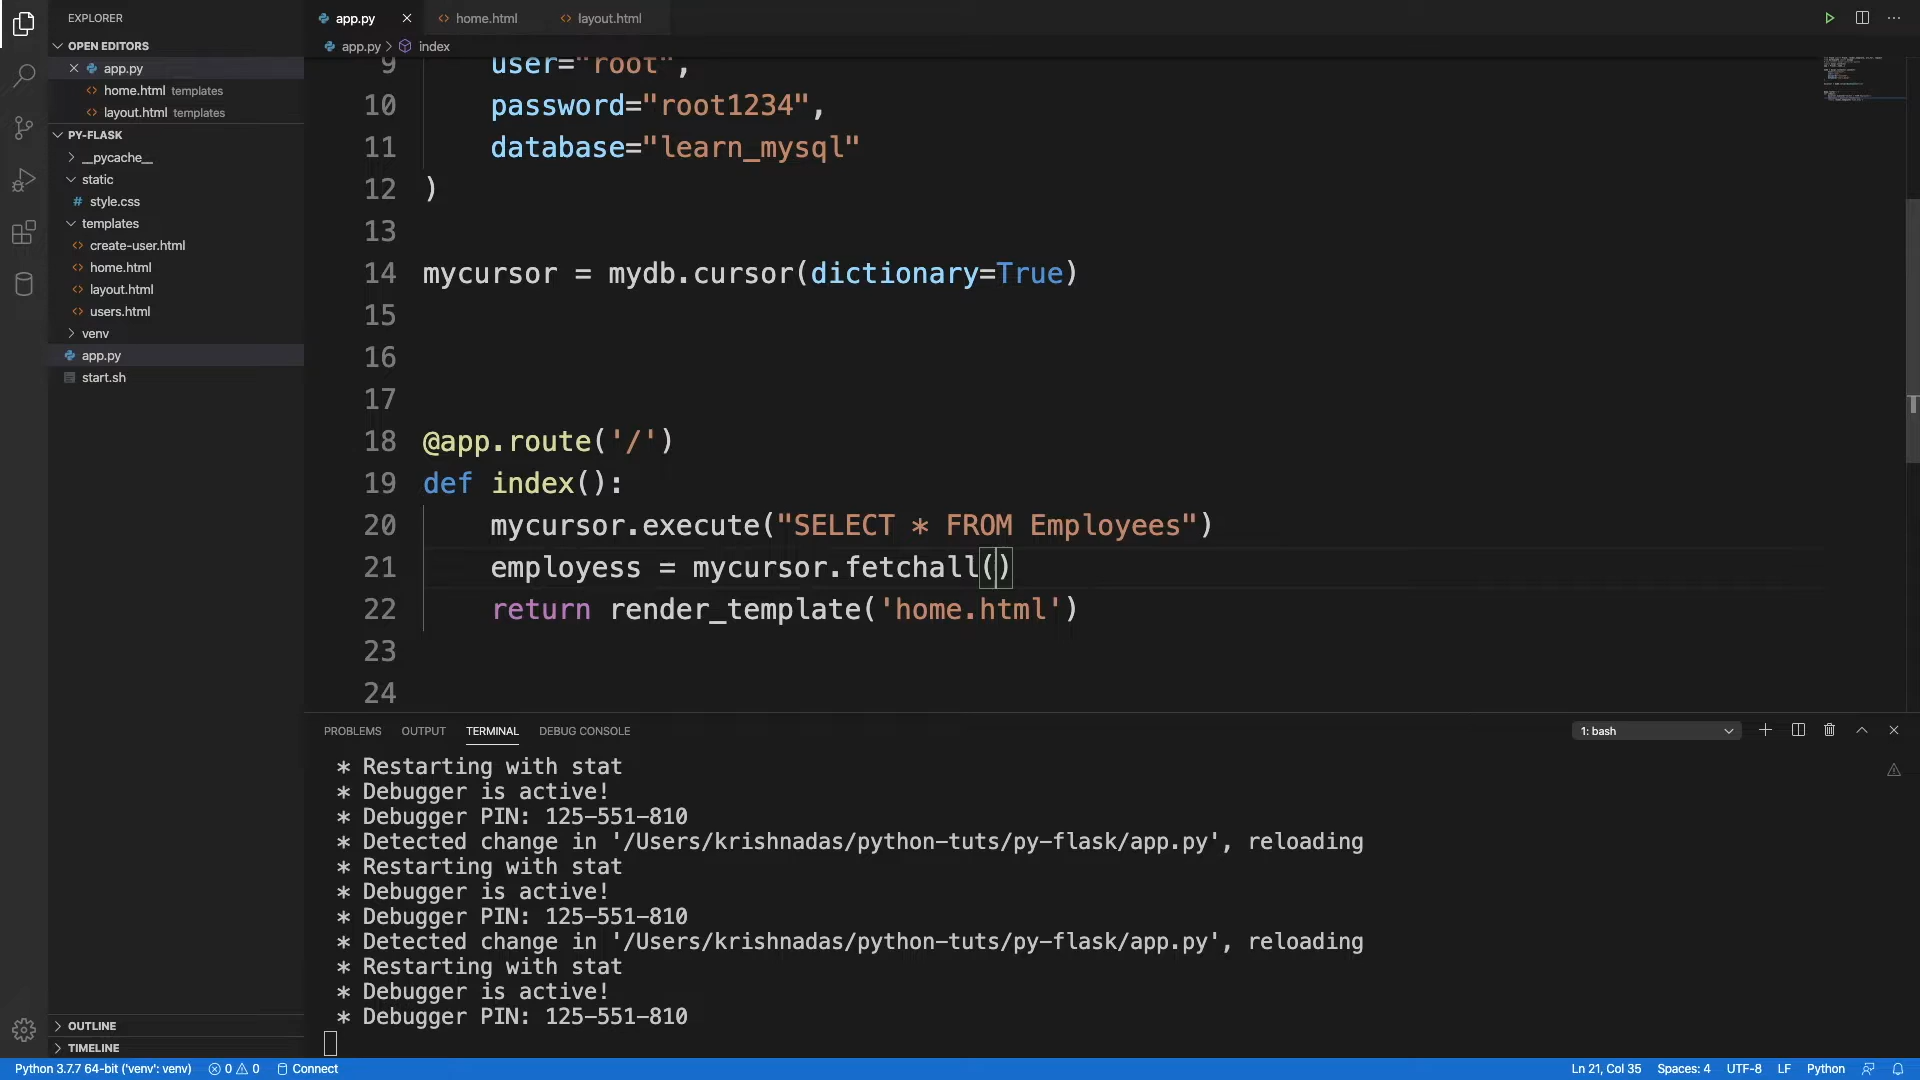 EXPLORER
OPEN EDITORS
app.py
home.html templates
layout.html templates
PY-FLASK
__pycache__
static
# style.css
templates
<> create-user.html
<> home.html
<> layout.html
<> users.html
venv
app.py
start.sh
OUTLINE
TIMELINE
app.py
<> home.html
<> layout.html
app.py > index
9 user="root",
10 password="root1234",
11 database="learn_mysql"
12 )
13
14 mycursor = mydb.cursor(dictionary=True)
15
16
17
18 @app.route('/')
19 def index():
20 mycursor.execute("SELECT * FROM Employees")
21 employess = mycursor.fetchall()
22 return render_template('home.html')
23
24
PROBLEMS OUTPUT TERMINAL DEBUG CONSOLE
1: bash
* Restarting with stat
* Debugger is active!
* Debugger PIN: 125-551-810
* Detected change in '/Users/krishnadas/python-tuts/py-flask/app.py', reloading
* Restarting with stat
* Debugger is active!
* Debugger PIN: 125-551-810
* Detected change in '/Users/krishnadas/python-tuts/py-flask/app.py', reloading
* Restarting with stat
* Debugger is active!
* Debugger PIN: 125-551-810
Python 3.7.7 64-bit ('venv': venv) 0 0 Connect
Ln 21, Col 35 Spaces: 4 UTF-8 LF Python